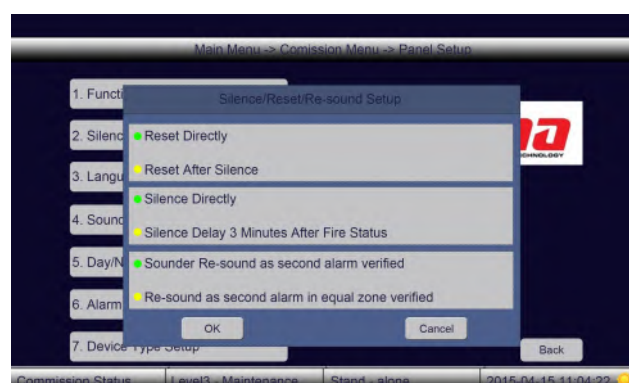 Main Menu -> Comission Menu -> Panel Setup
1. Functi
Silence/Reset/Re-sound Setup
2. Silenc
Reset Directly
Reset After Silence
TECHNOLOGY
3. Langu
Silence Directly
4. Sound
Silence Delay 3 Minutes After Fire Status
5. Day/N
Sounder Re-sound as second alarm verified
6. Alarm
Re-sound as second alarm in equal zone verified
OK
Cancel
7. Device Type Setup
Back
Commission Status
Level3 - Maintenance
Stand - alone
2015-04-15 11:04:22